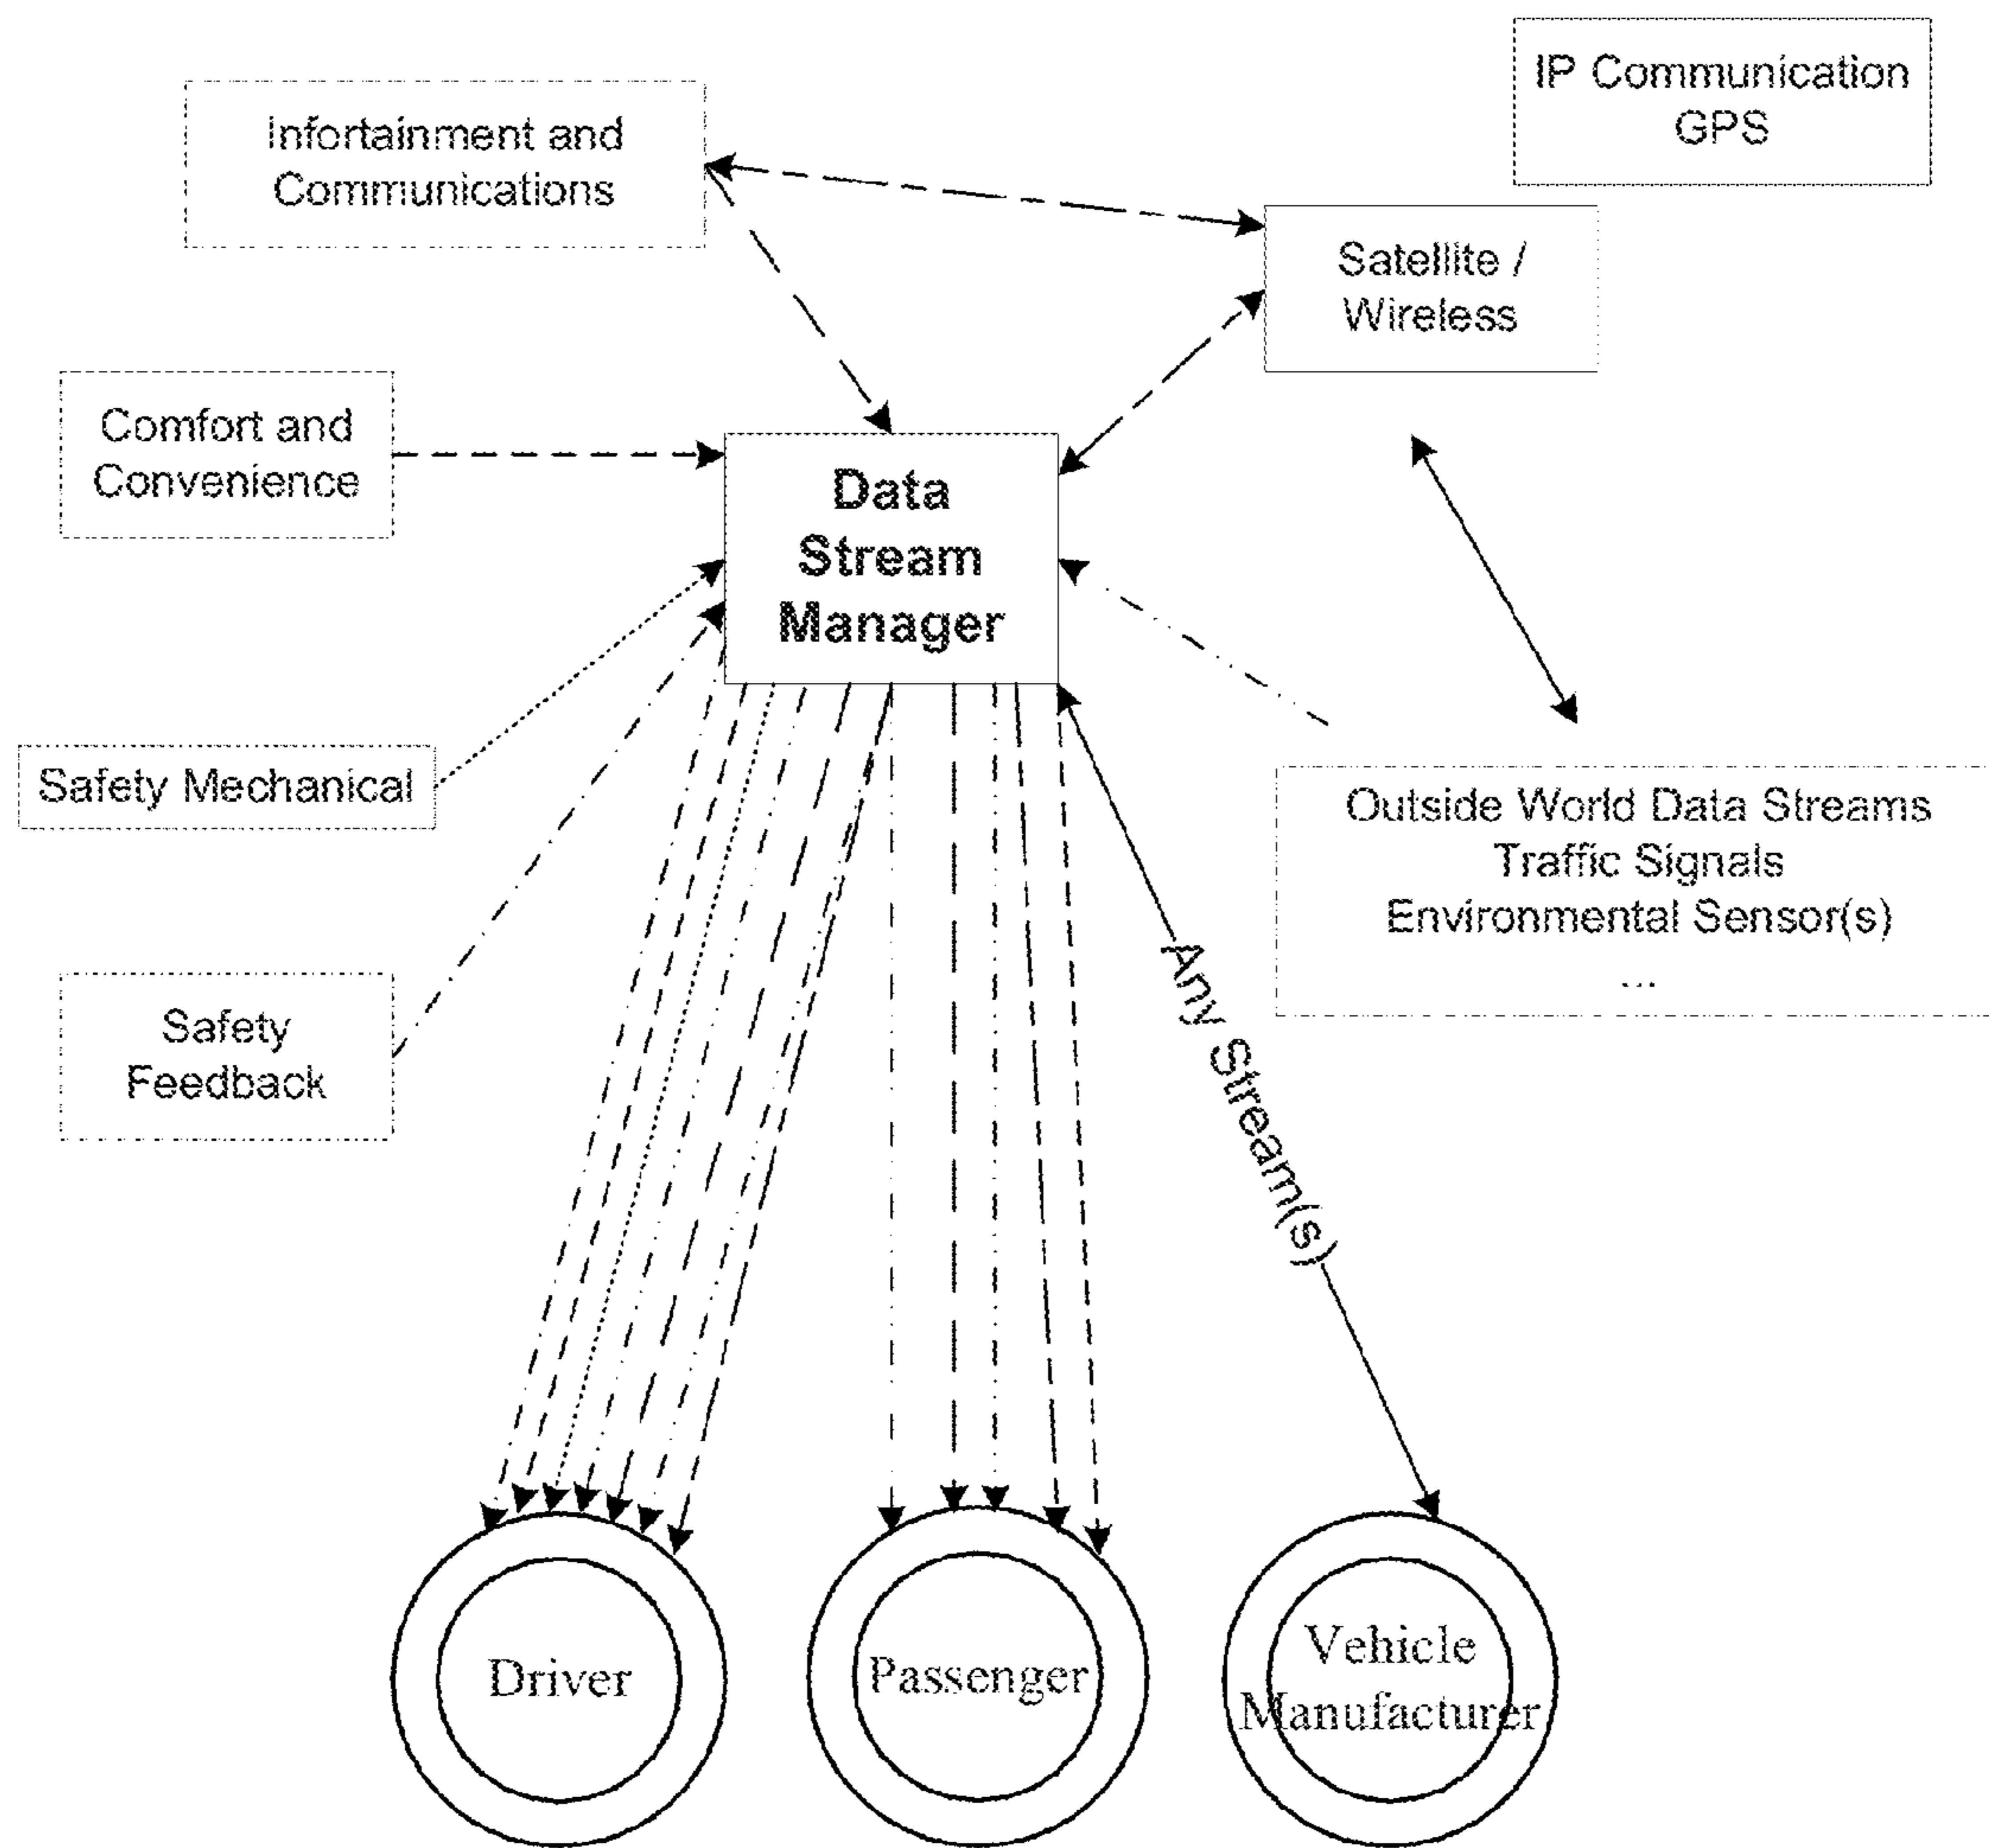 IP Communication
GPS
Infortainment and
Communications
Satellite /
Wireless
Comfort and
Convenience
Data
Stream
Manager
Safety Mechanical
Outside World Data Streams
Traffic Signals
Environmental Sensor(s)
...
Safety
Feedback
Any Stream(s)
Driver
Passenger
Vehicle
Manufacturer